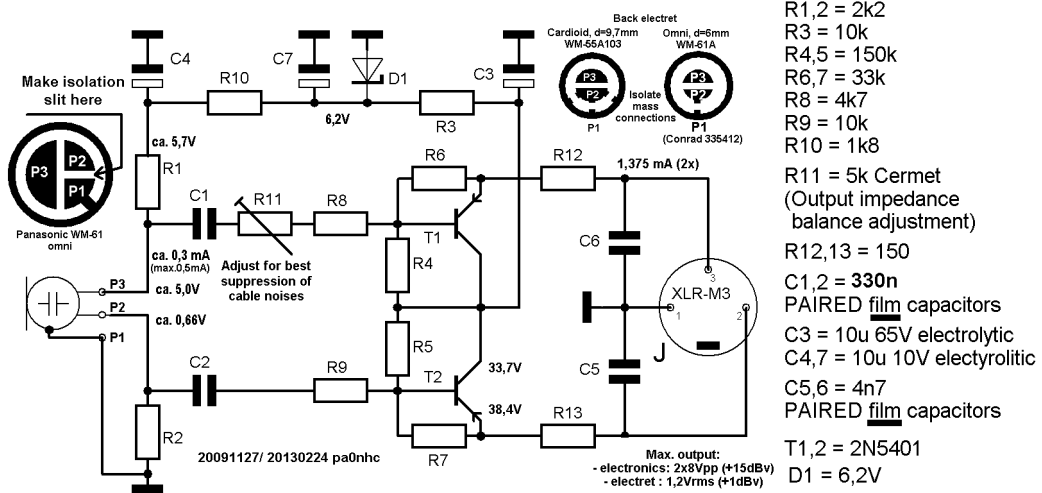 Make isolation
slit here
P3
P2
P1
Panasonic WM-61
omni
C4
R10
C7
6,2V
D1
R3
C3
ca. 5,7V
R1
Back electret
Cardioid, d=9,7mm
WM-55A103
Omni, d=6mm
WM-61A
P3
P2
P3
P2
Isolate
mass
connections
P1
P1
(Conrad 335412)
C1
R11
R8
R6
R12
1,375 mA (2x)
T1
R4
C6
ca. 0,3 mA
(max.0,5mA)
ca. 5,0V
Adjust for best
suppression of
cable noises
P3
P2
P1
ca. 0,66V
XLR-M3
3
1
2
J
R5
C2
R9
T2
33,7V
38,4V
C5
R2
R7
R13
20091127/ 20130224 pa0nhc
Max. output:
- electronics: 2x8Vpp (+15dBv)
- electret : 1,2Vrms (+1dBv)
R1,2 = 2k2
R3 = 10k
R4,5 = 150k
R6,7 = 33k
R8 = 4k7
R9 = 10k
R10 = 1k8
R11 = 5k Cermet
(Output impedance
balance adjustment)
R12,13 = 150
C1,2 = 330n
PAIRED film capacitors
C3 = 10u 65V electrolytic
C4,7 = 10u 10V electyrolitic
C5,6 = 4n7
PAIRED film capacitors
T1,2 = 2N5401
D1 = 6,2V